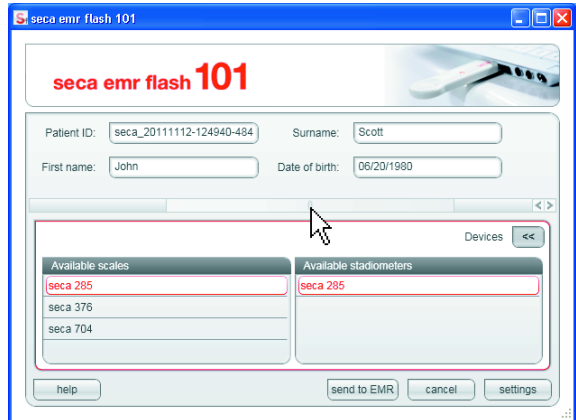 seca emr flash 101
seca emr flash 101
Patient ID: seca_20111112-124940-484 Surname: Scott
First name: John Date of birth: 06/20/1980
< >
Devices <<
Available scales Available stadiometers
seca 285 seca 285
seca 376
seca 704
help send to EMR cancel settings